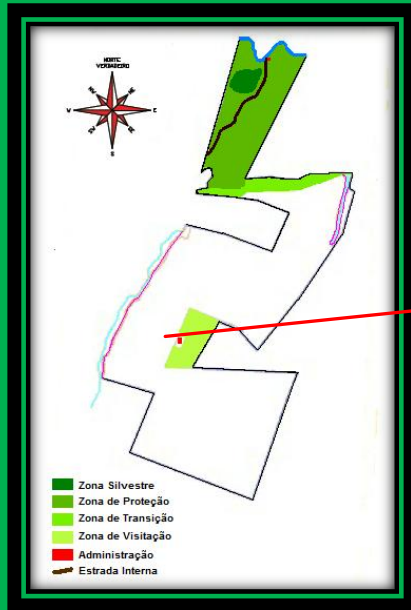 NORTE
VERDADEIRO
W
E
S
Zona Silvestre
Zona de Proteção
Zona de Transição
Zona de Visitação
Administração
Estrada Interna